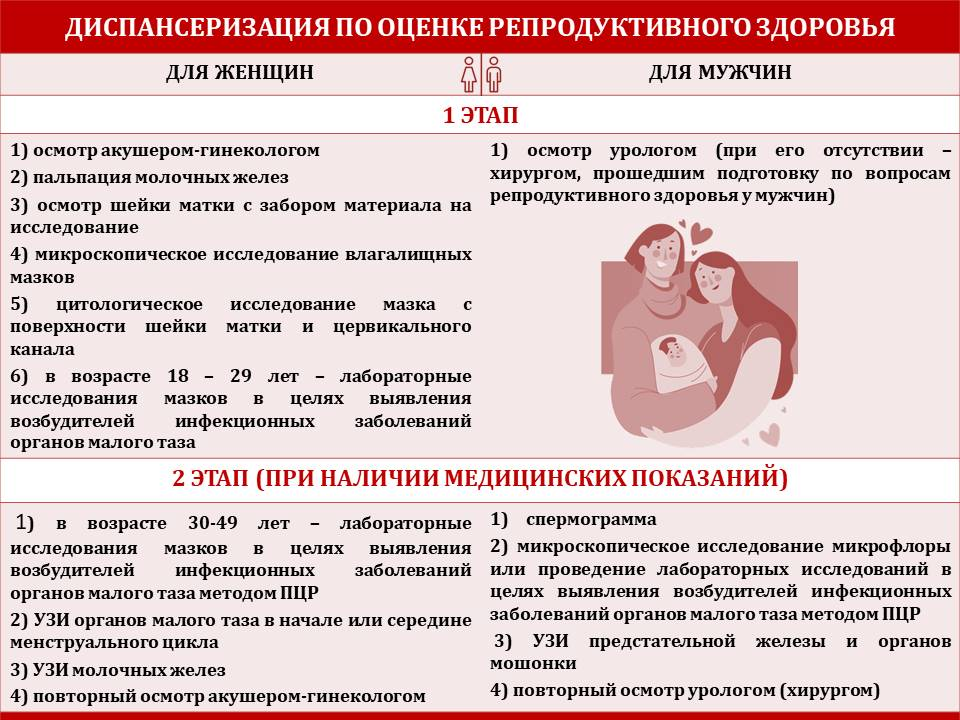 ДИСПАНСЕРИЗАЦИЯ ПО ОЦЕНКЕ РЕПРОДУКТИВНОГО ЗДОРОВЬЯ
ДЛЯ ЖЕНЩИН
ДЛЯ МУЖЧИН
1 ЭТАП
1) осмотр акушером-гинекологом
2) пальпация молочных желез
3) осмотр шейки матки с забором материала на
исследование
4) микроскопическое исследование влагалищных
мазков
5) цитологическое исследование мазка с
поверхности шейки матки и цервикального
канала
6) в возрасте 18 – 29 лет – лабораторные
исследования мазков в целях выявления
возбудителей инфекционных заболеваний
органов малого таза
1) осмотр урологом (при его отсутствии –
хирургом, прошедшим подготовку по вопросам
репродуктивного здоровья у мужчин)
2 ЭТАП (ПРИ НАЛИЧИИ МЕДИЦИНСКИХ ПОКАЗАНИЙ)
1) в возрасте 30-49 лет – лабораторные
исследования мазков в целях выявления
возбудителей инфекционных заболеваний
органов малого таза методом ПЦР
2) УЗИ органов малого таза в начале или середине
менструального цикла
3) УЗИ молочных желез
4) повторный осмотр акушером-гинекологом
1) спермограмма
2) микроскопическое исследование микрофлоры
или проведение лабораторных исследований в
целях выявления возбудителей инфекционных
заболеваний органов малого таза методом ПЦР
3) УЗИ предстательной железы и органов
мошонки
4) повторный осмотр урологом (хирургом)